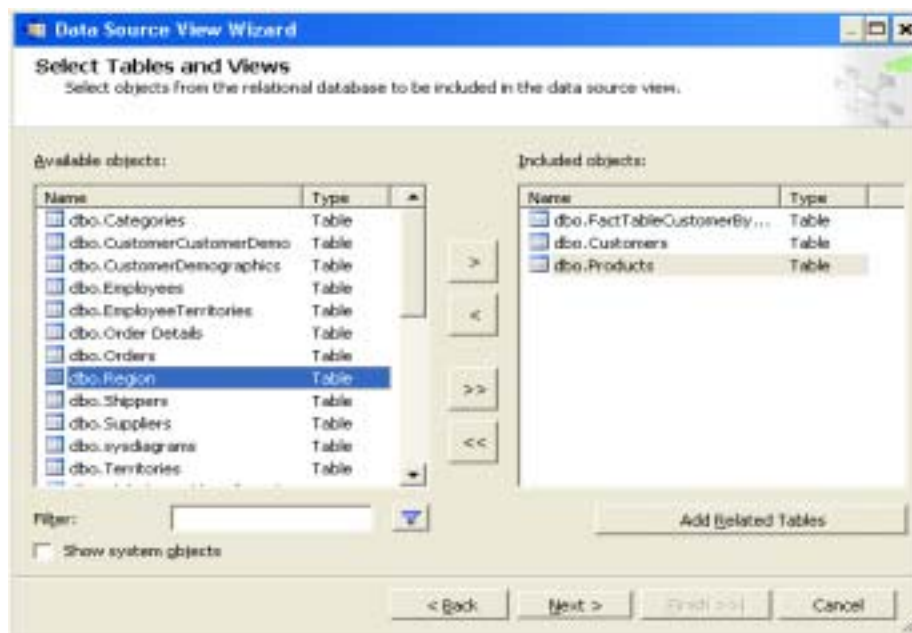 Data Source View Wizard
Select Tables and Views
Select objects from the relational database to be included in the data source view.
Available objects:
Name Type
dbo.Categories Table
dbo.CustomerCustomerDemo Table
dbo.CustomerDemographics Table
dbo.Employees Table
dbo.EmployeeTerritories Table
dbo.Order Details Table
dbo.Orders Table
dbo.Region Table
dbo.Shippers Table
dbo.Suppliers Table
dbo.sysdiagrams Table
dbo.Territories Table
>
<
>>
<<
Included objects:
Name Type
dbo.FactTableCustomerBy... Table
dbo.Customers Table
dbo.Products Table
Filter:
Add Related Tables
Show system objects
< Back
Next >
Finish >>|
Cancel